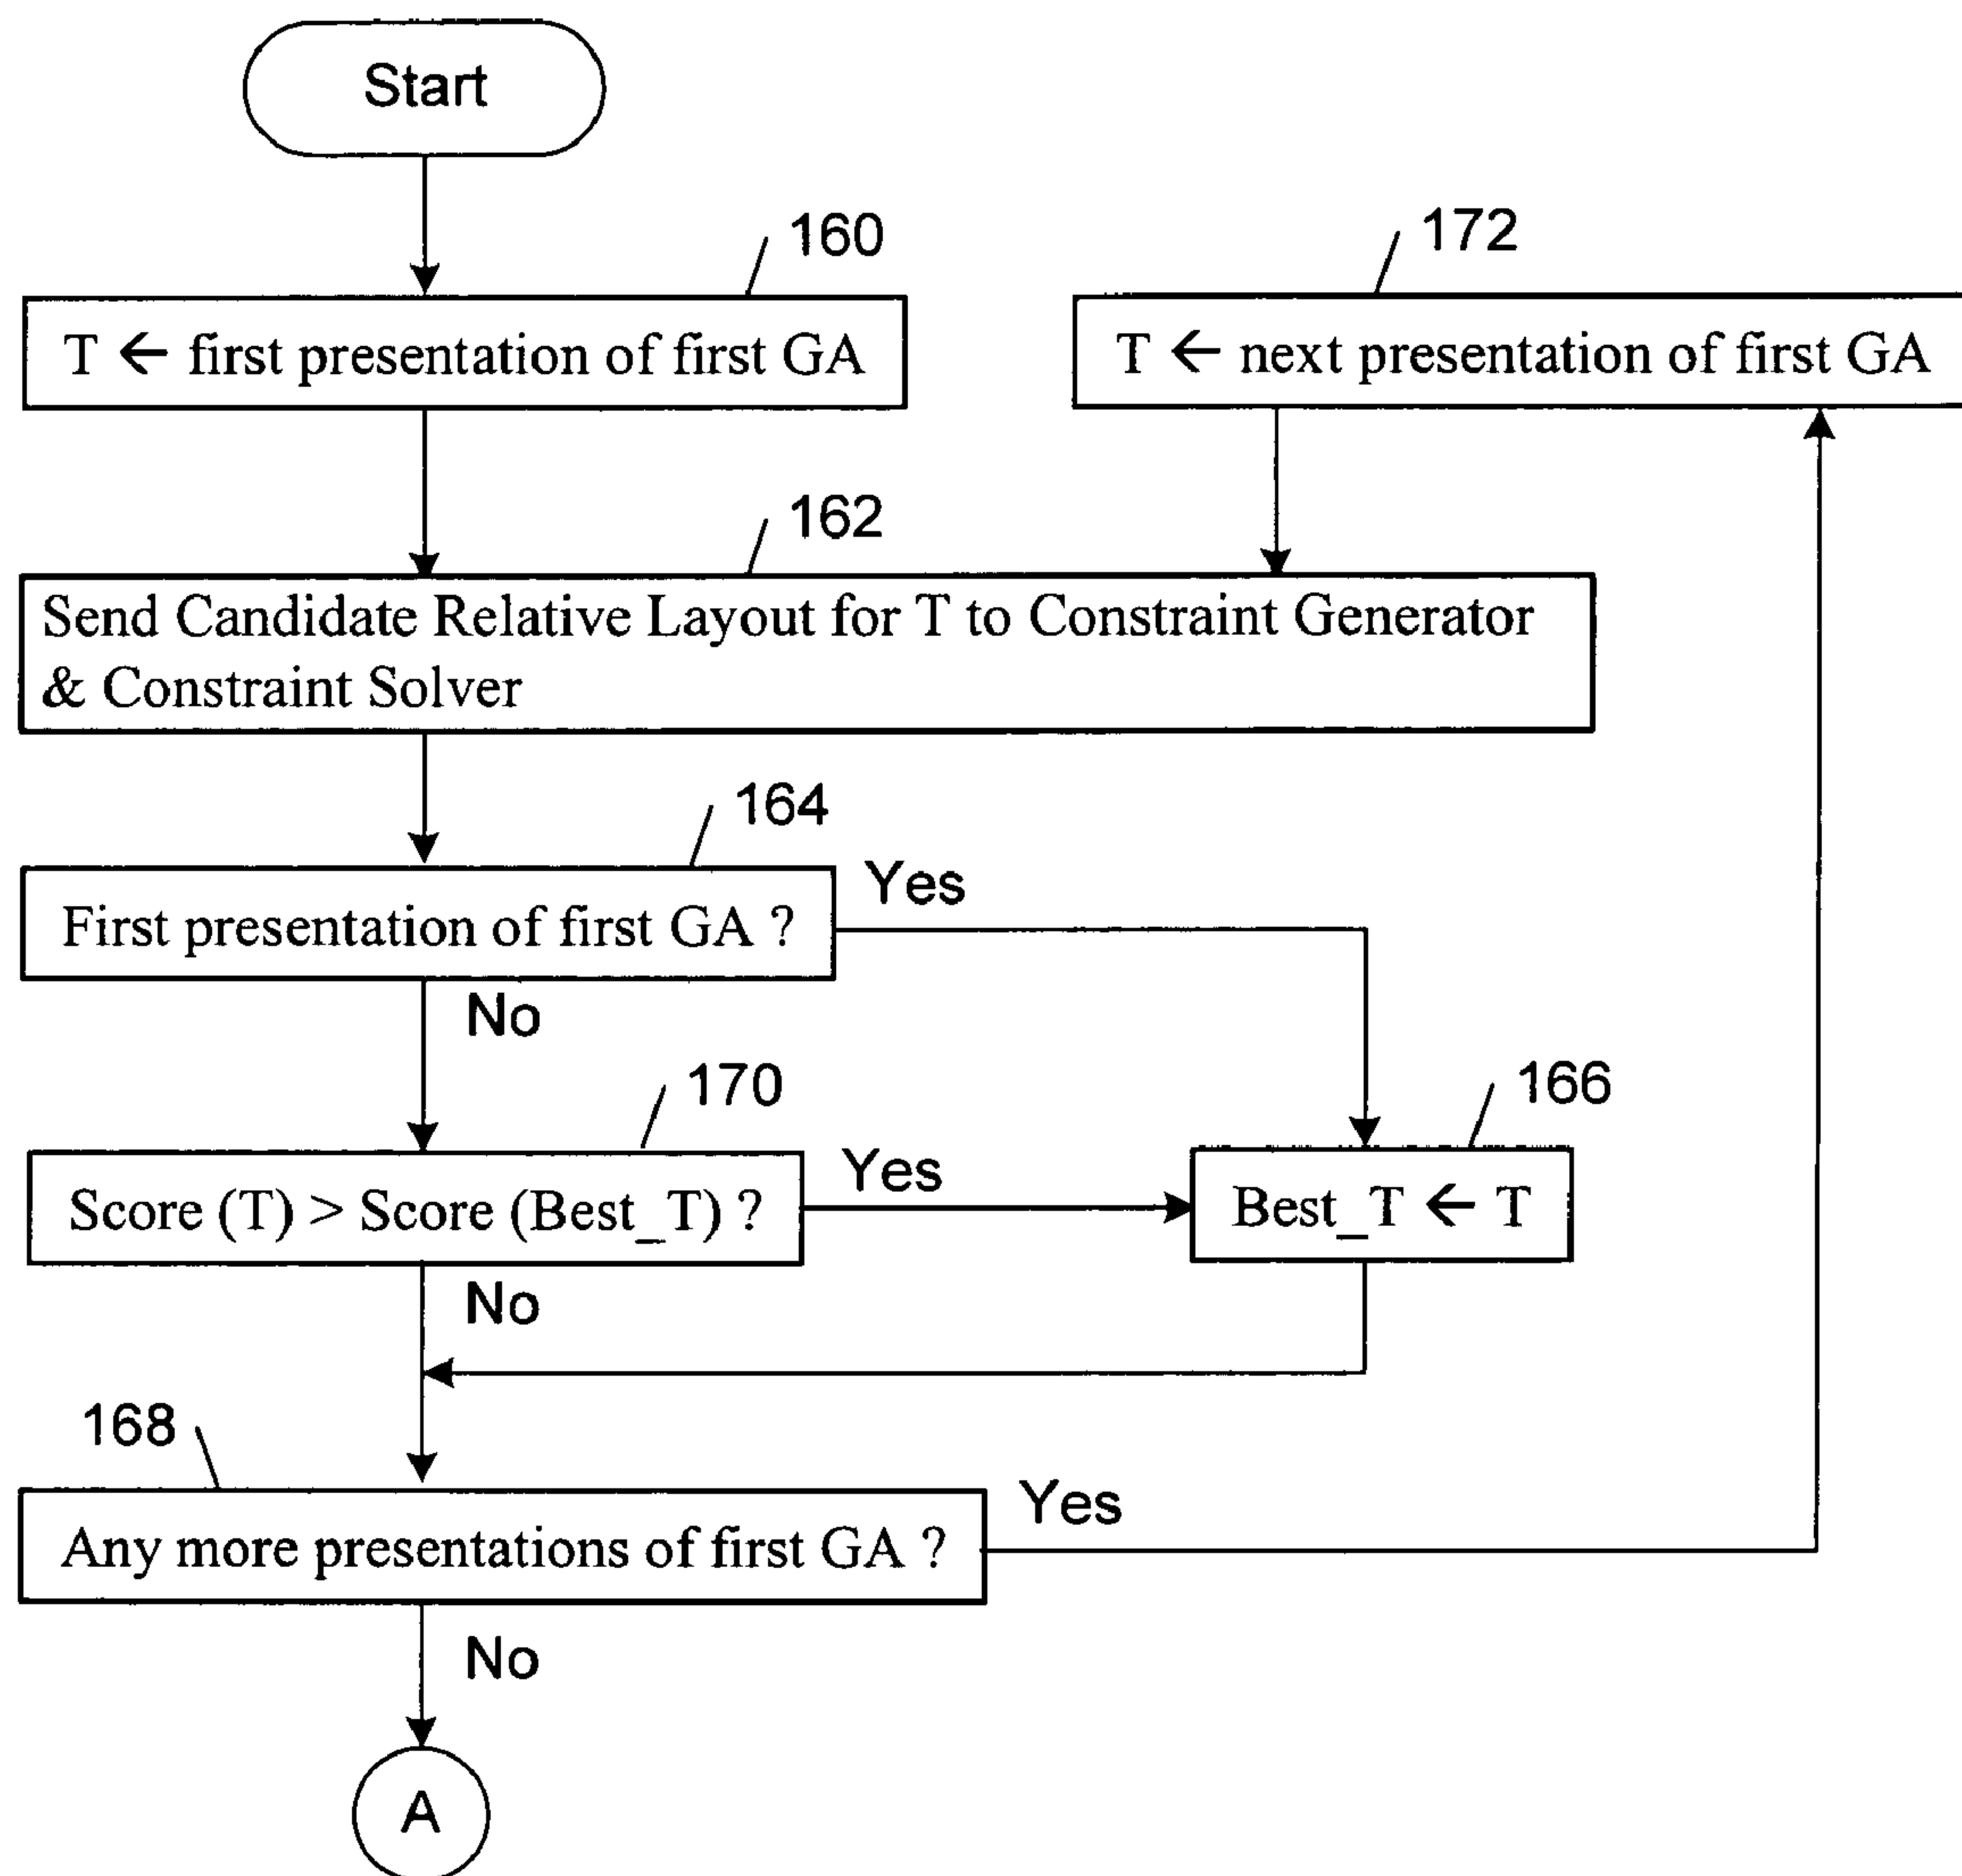 Start
160
172
T ← first presentation of first GA
T ← next presentation of first GA
162
Send Candidate Relative Layout for T to Constraint Generator
& Constraint Solver
164
First presentation of first GA ?
Yes
No
170
166
Score (T) > Score (Best_T) ?
Yes
Best_T ← T
No
168
Any more presentations of first GA ?
Yes
No
A